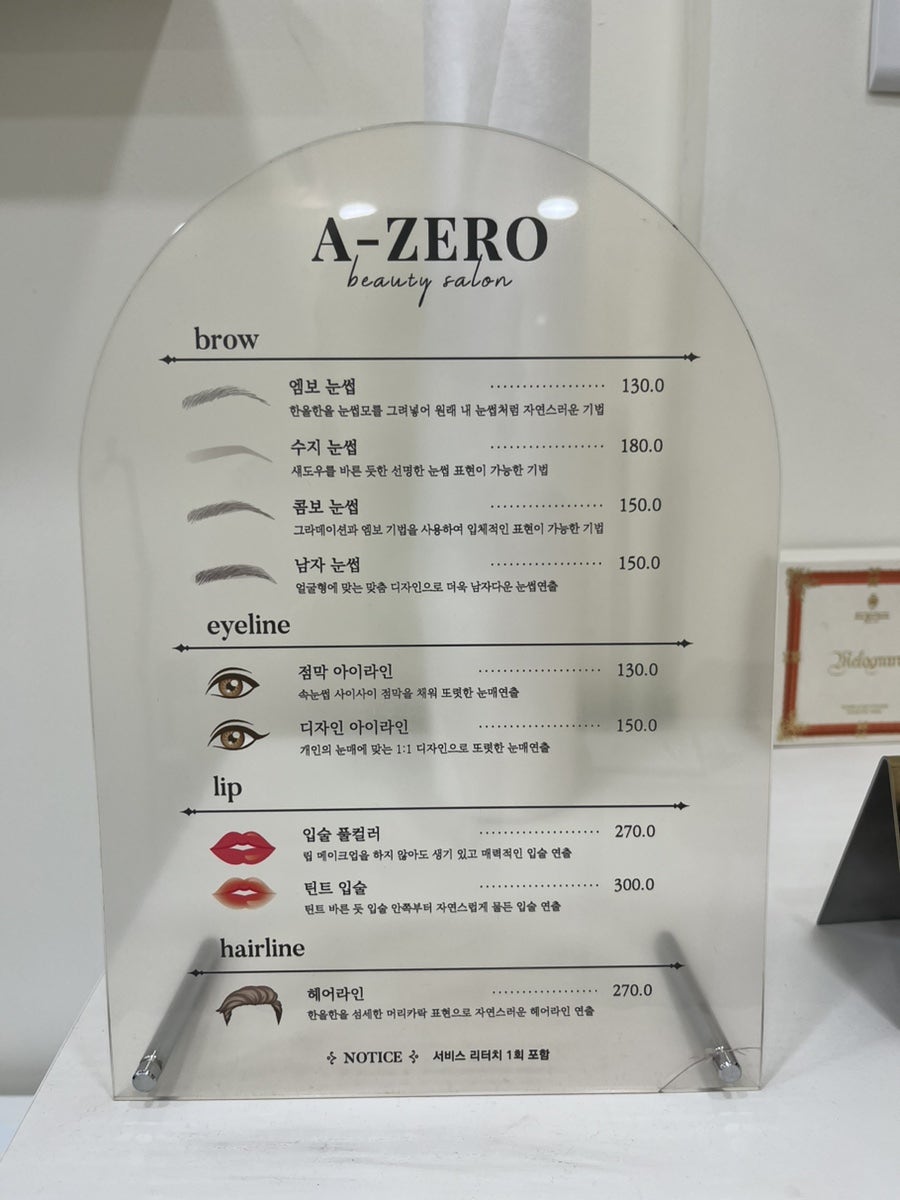 A-ZERO
beauty salon
brow
엠보 눈썹 ·················· 130.0
한올한올 눈썹모를 그려넣어 원래 내 눈썹처럼 자연스러운 기법
수지 눈썹 ·················· 180.0
섀도우를 바른 듯한 선명한 눈썹 표현이 가능한 기법
콤보 눈썹 ·················· 150.0
그라데이션과 엠보 기법을 사용하여 입체적인 표현이 가능한 기법
남자 눈썹 ·················· 150.0
얼굴형에 맞는 맞춤 디자인으로 더욱 남자다운 눈썹연출
eyeline
점막 아이라인 ·················· 130.0
속눈썹 사이사이 점막을 채워 또렷한 눈매연출
디자인 아이라인 ·················· 150.0
개인의 눈매에 맞는 1:1 디자인으로 또렷한 눈매연출
lip
입술 풀컬러 ·················· 270.0
립 메이크업을 하지 않아도 생기 있고 매력적인 입술 연출
틴트 입술 ·················· 300.0
틴트 바른 듯 입술 안쪽부터 자연스럽게 물든 입술 연출
hairline
헤어라인 ·················· 270.0
한올한올 섬세한 머리카락 표현으로 자연스러운 헤어라인 연출
NOTICE 서비스 리터치 1회 포함